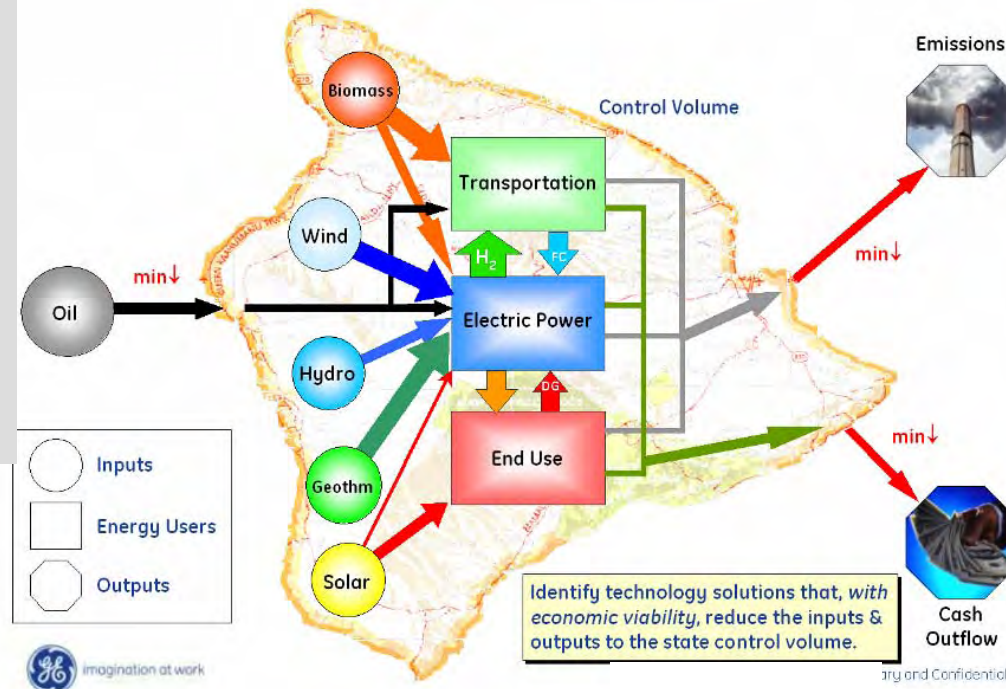 Emissions
Biomass
Control Volume
Transportation
Wind
min↓
H₂
FC
min↓
Oil
Electric Power
Hydro
DG
min↓
End Use
Inputs
Geothm
Energy Users
Solar
Outputs
Identify technology solutions that, with
economic viability, reduce the inputs &
outputs to the state control volume.
Cash
Outflow
GE
imagination at work
ary and Confidential